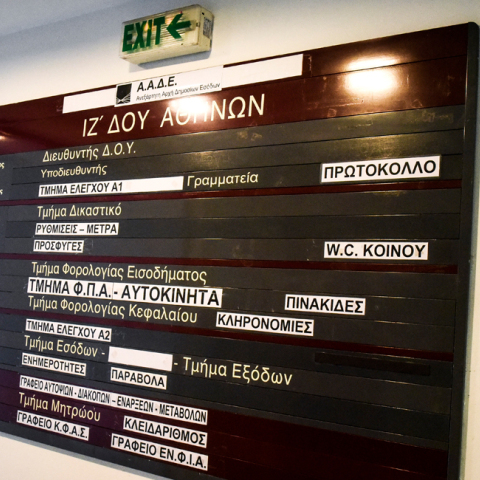 EXIT
Α.Α.Δ.Ε.
Ανεξάρτητη Αρχή Δημοσίων Εσόδων
ΙΖ΄ ΔΟΥ ΑΘΗΝΩΝ
Διευθυντής Δ.Ο.Υ.
Υποδιευθυντής
ΤΜΗΜΑ ΕΛΕΓΧΟΥ Α1 Γραμματεία ΠΡΩΤΟΚΟΛΛΟ
Τμήμα Δικαστικό
ΡΥΘΜΙΣΕΙΣ – ΜΕΤΡΑ
ΠΡΟΣΦΥΓΕΣ W.C. ΚΟΙΝΟΥ
Τμήμα Φορολογίας Εισοδήματος
ΤΜΗΜΑ Φ.Π.Α. - ΑΥΤΟΚΙΝΗΤΑ ΠΙΝΑΚΙΔΕΣ
Τμήμα Φορολογίας Κεφαλαίου ΚΛΗΡΟΝΟΜΙΕΣ
ΤΜΗΜΑ ΕΛΕΓΧΟΥ Α2
Τμήμα Εσόδων - - Τμήμα Εξόδων
ΕΝΗΜΕΡΟΤΗΤΕΣ ΠΑΡΑΒΟΛΑ
ΓΡΑΦΕΙΟ ΑΥΤΟΨΙΩΝ - ΔΙΑΚΟΠΩΝ – ΕΝΑΡΞΕΩΝ - ΜΕΤΑΒΟΛΩΝ
Τμήμα Μητρώου ΚΛΕΙΔΑΡΙΘΜΟΣ
ΓΡΑΦΕΙΟ Κ.Φ.Α.Σ. ΓΡΑΦΕΙΟ ΕΝ.Φ.Ι.Α.